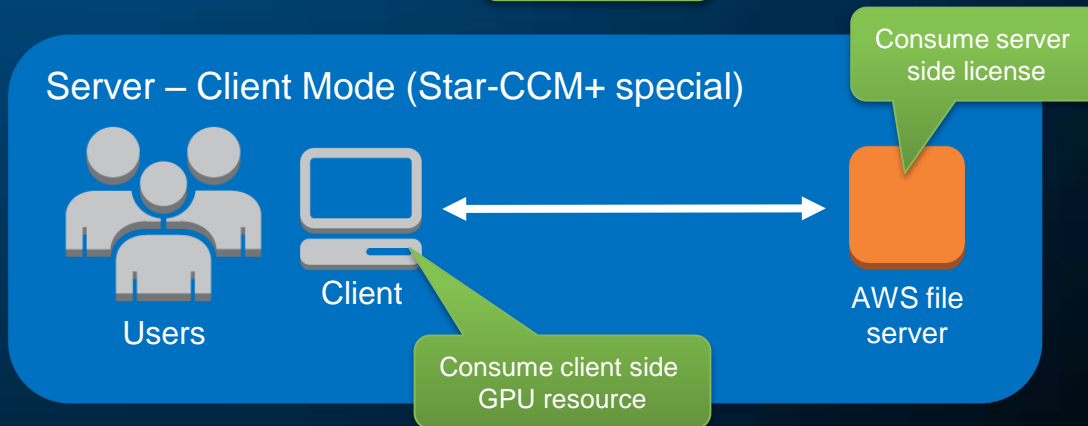 Consume server
side license
Server – Client Mode (Star-CCM+ special)
Client
Users
AWS file
server
Consume client side
GPU resource